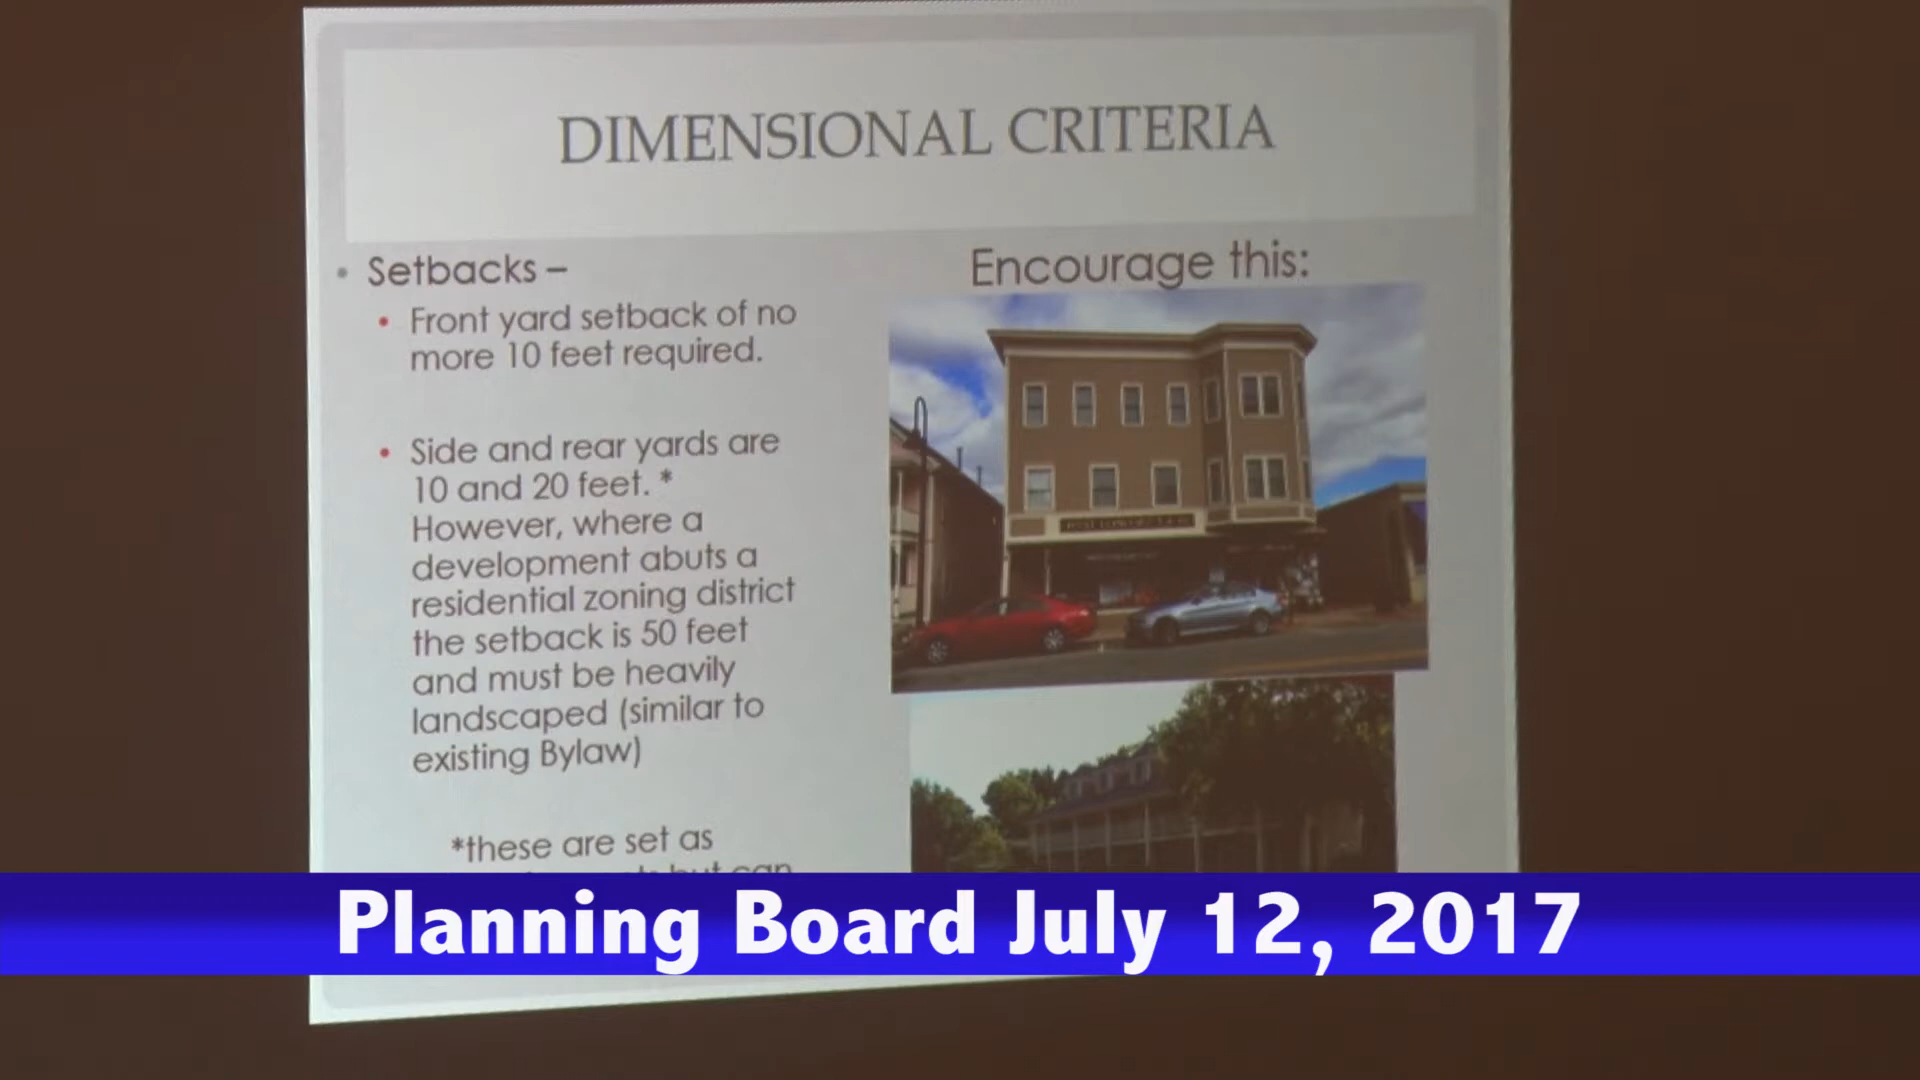 DIMENSIONAL CRITERIA
• Setbacks –
• Front yard setback of no
more 10 feet required.
• Side and rear yards are
10 and 20 feet. *
However, where a
development abuts a
residential zoning district
the setback is 50 feet
and must be heavily
landscaped (similar to
existing Bylaw)
*these are set as
but can
Encourage this:
Planning Board July 12, 2017